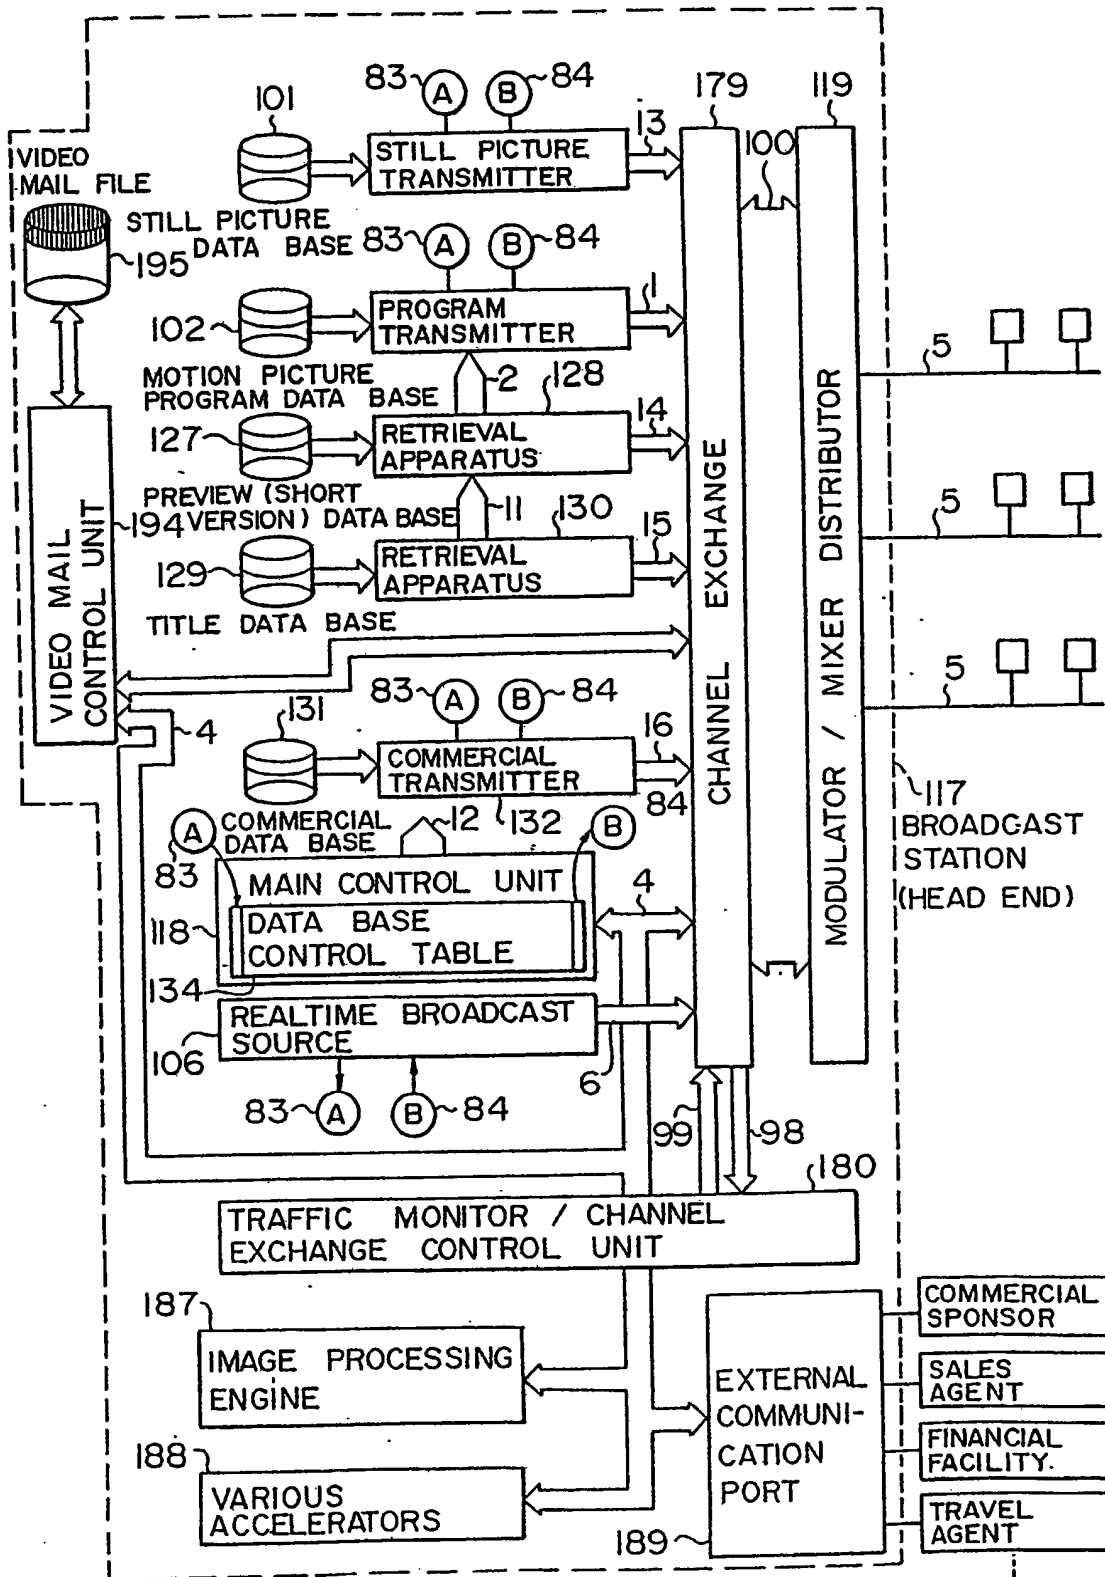 83 A B 84 179 119
101 13
VIDEO
MAIL FILE
STILL PICTURE
TRANSMITTER
100
STILL PICTURE
DATA BASE
195
83 A B 84
102
PROGRAM
TRANSMITTER
1
MOTION PICTURE
PROGRAM DATA BASE
2 128
127
RETRIEVAL
APPARATUS
14
PREVIEW (SHORT
VERSION) DATA BASE
194
11 130
129
RETRIEVAL
APPARATUS
15
TITLE DATA BASE
VIDEO MAIL
CONTROL UNIT
4
CHANNEL EXCHANGE
MODULATOR / MIXER DISTRIBUTOR
5
5
5
83 A B 84
131
COMMERCIAL
TRANSMITTER
16
132
COMMERCIAL
DATA BASE
12
A 83
B 84
117
BROADCAST
STATION
(HEAD END)
MAIN CONTROL UNIT
118
DATA BASE
CONTROL TABLE
134
4
REALTIME BROADCAST
SOURCE
106
6
83 A B 84
99 98
180
TRAFFIC MONITOR / CHANNEL
EXCHANGE CONTROL UNIT
187
IMAGE PROCESSING
ENGINE
188
VARIOUS
ACCELERATORS
EXTERNAL
COMMUNI-
CATION
PORT
189
COMMERCIAL
SPONSOR
SALES
AGENT
FINANCIAL
FACILITY.
TRAVEL
AGENT